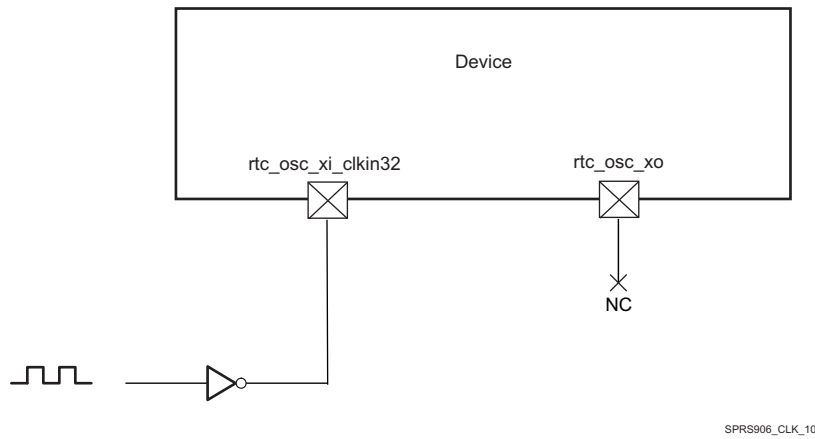 Device
rtc_osc_xi_clkin32
rtc_osc_xo
NC
SPRS906_CLK_10